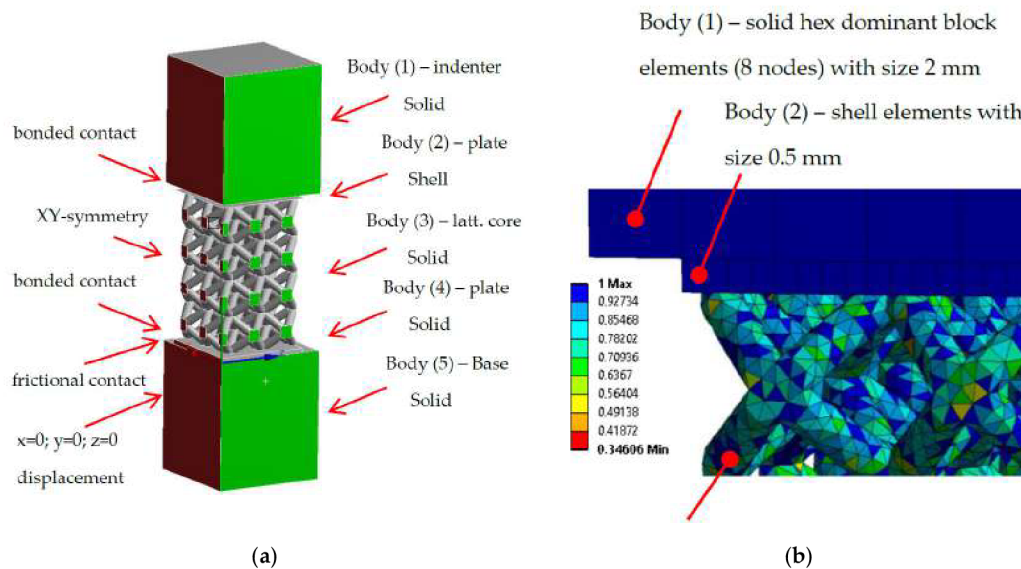 Body (1) – indenter
Solid
bonded contact
Body (2) – plate
Shell
XY-symmetry
Body (3) – latt. core
Solid
bonded contact
Body (4) – plate
Solid
frictional contact
Body (5) – Base
Solid
x=0; y=0; z=0
displacement
(a)
Body (1) – solid hex dominant block
elements (8 nodes) with size 2 mm
Body (2) – shell elements with
size 0.5 mm
1 Max
0.92734
0.85468
0.78202
0.70936
0.6367
0.56404
0.49138
0.41872
0.34606 Min
(b)